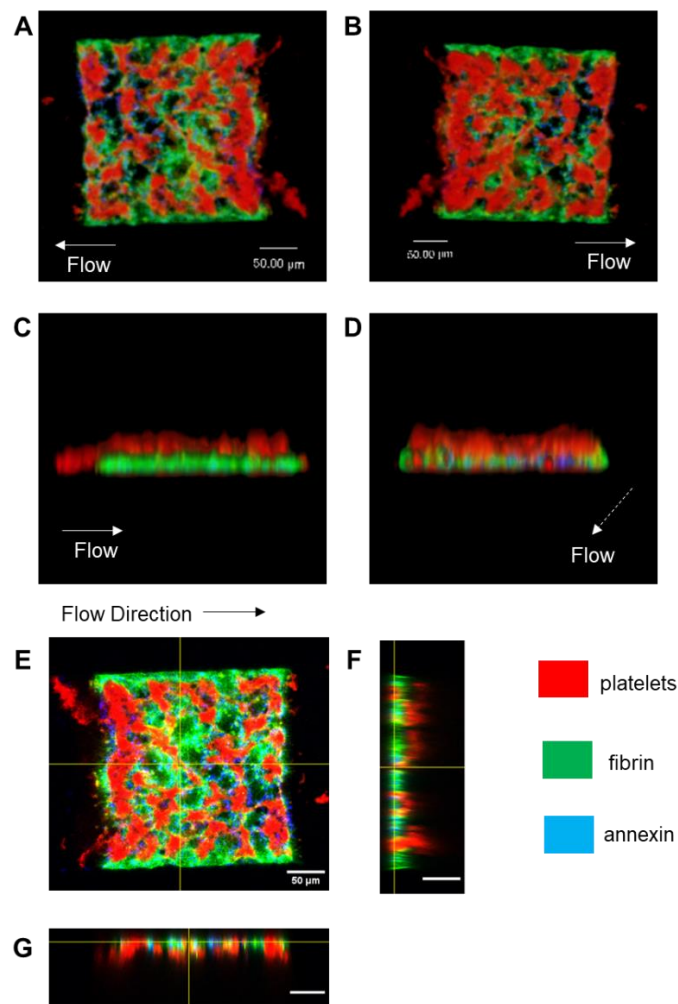 A
B
Flow
50.00 µm
50.00 µm
Flow
C
D
Flow
Flow
Flow Direction
E
F
50 µm
platelets
fibrin
annexin
G